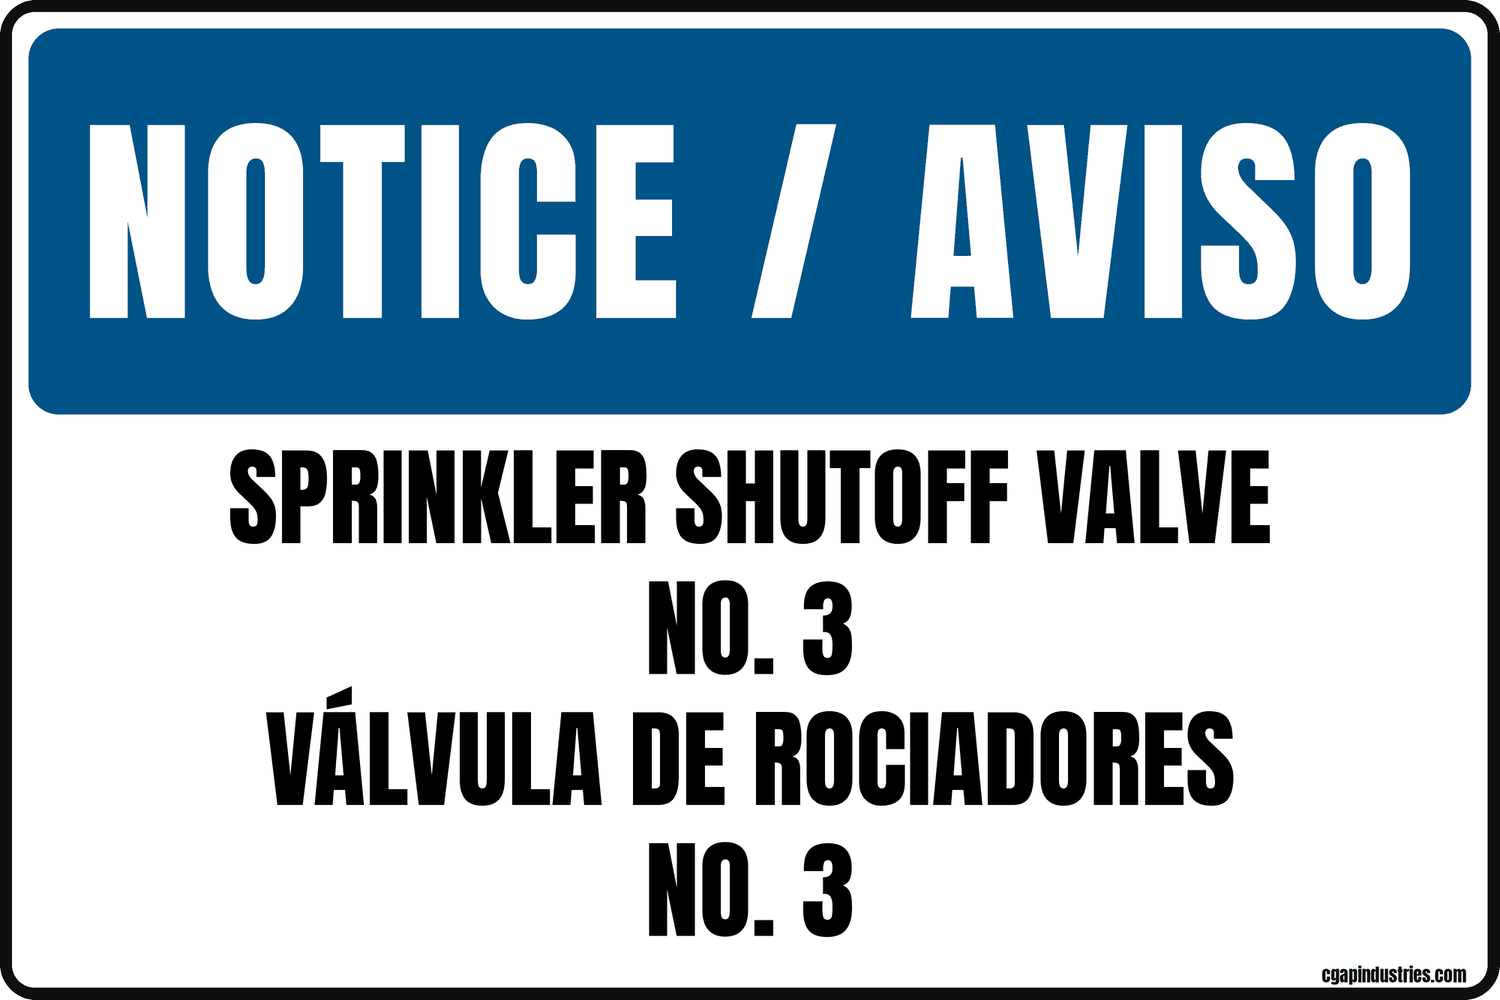 NOTICE / AVISO
SPRINKLER SHUTOFF VALVE
NO. 3
VÁLVULA DE ROCIADORES
NO. 3
cgapindustries.com